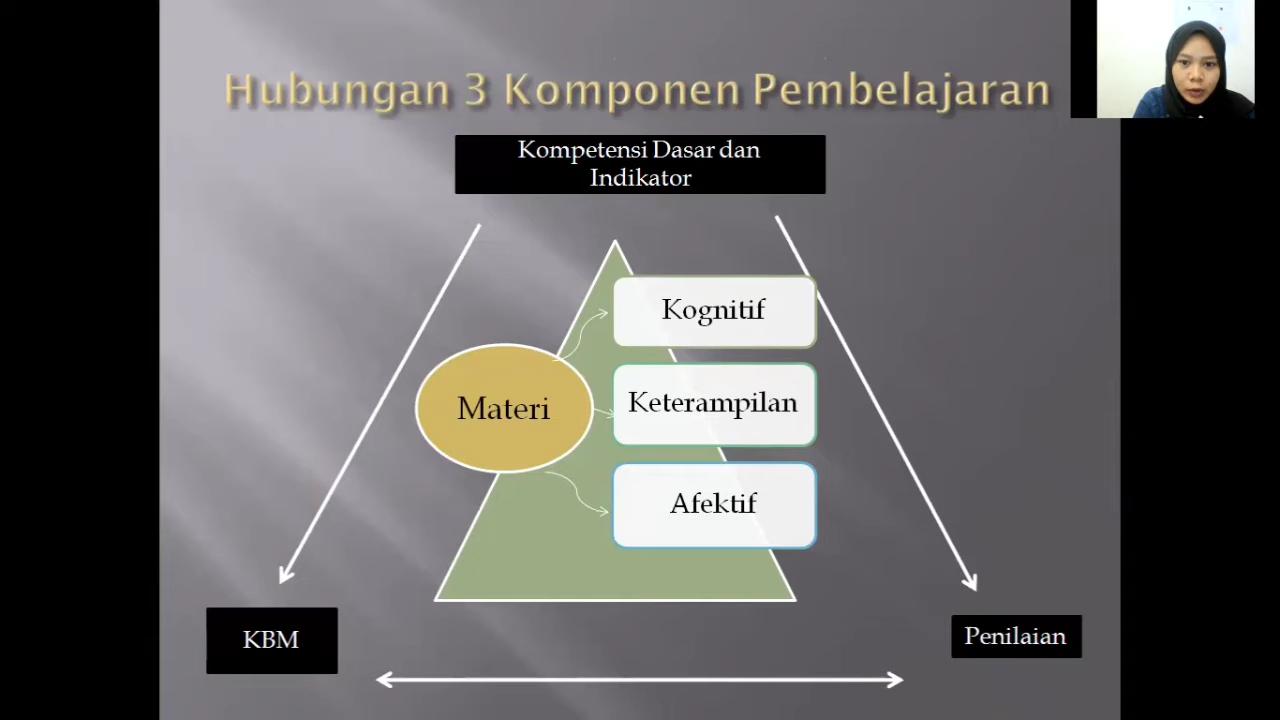 Hubungan 3 Komponen Pembelajaran
Kompetensi Dasar dan
Indikator
Kognitif
Materi
Keterampilan
Afektif
KBM
Penilaian